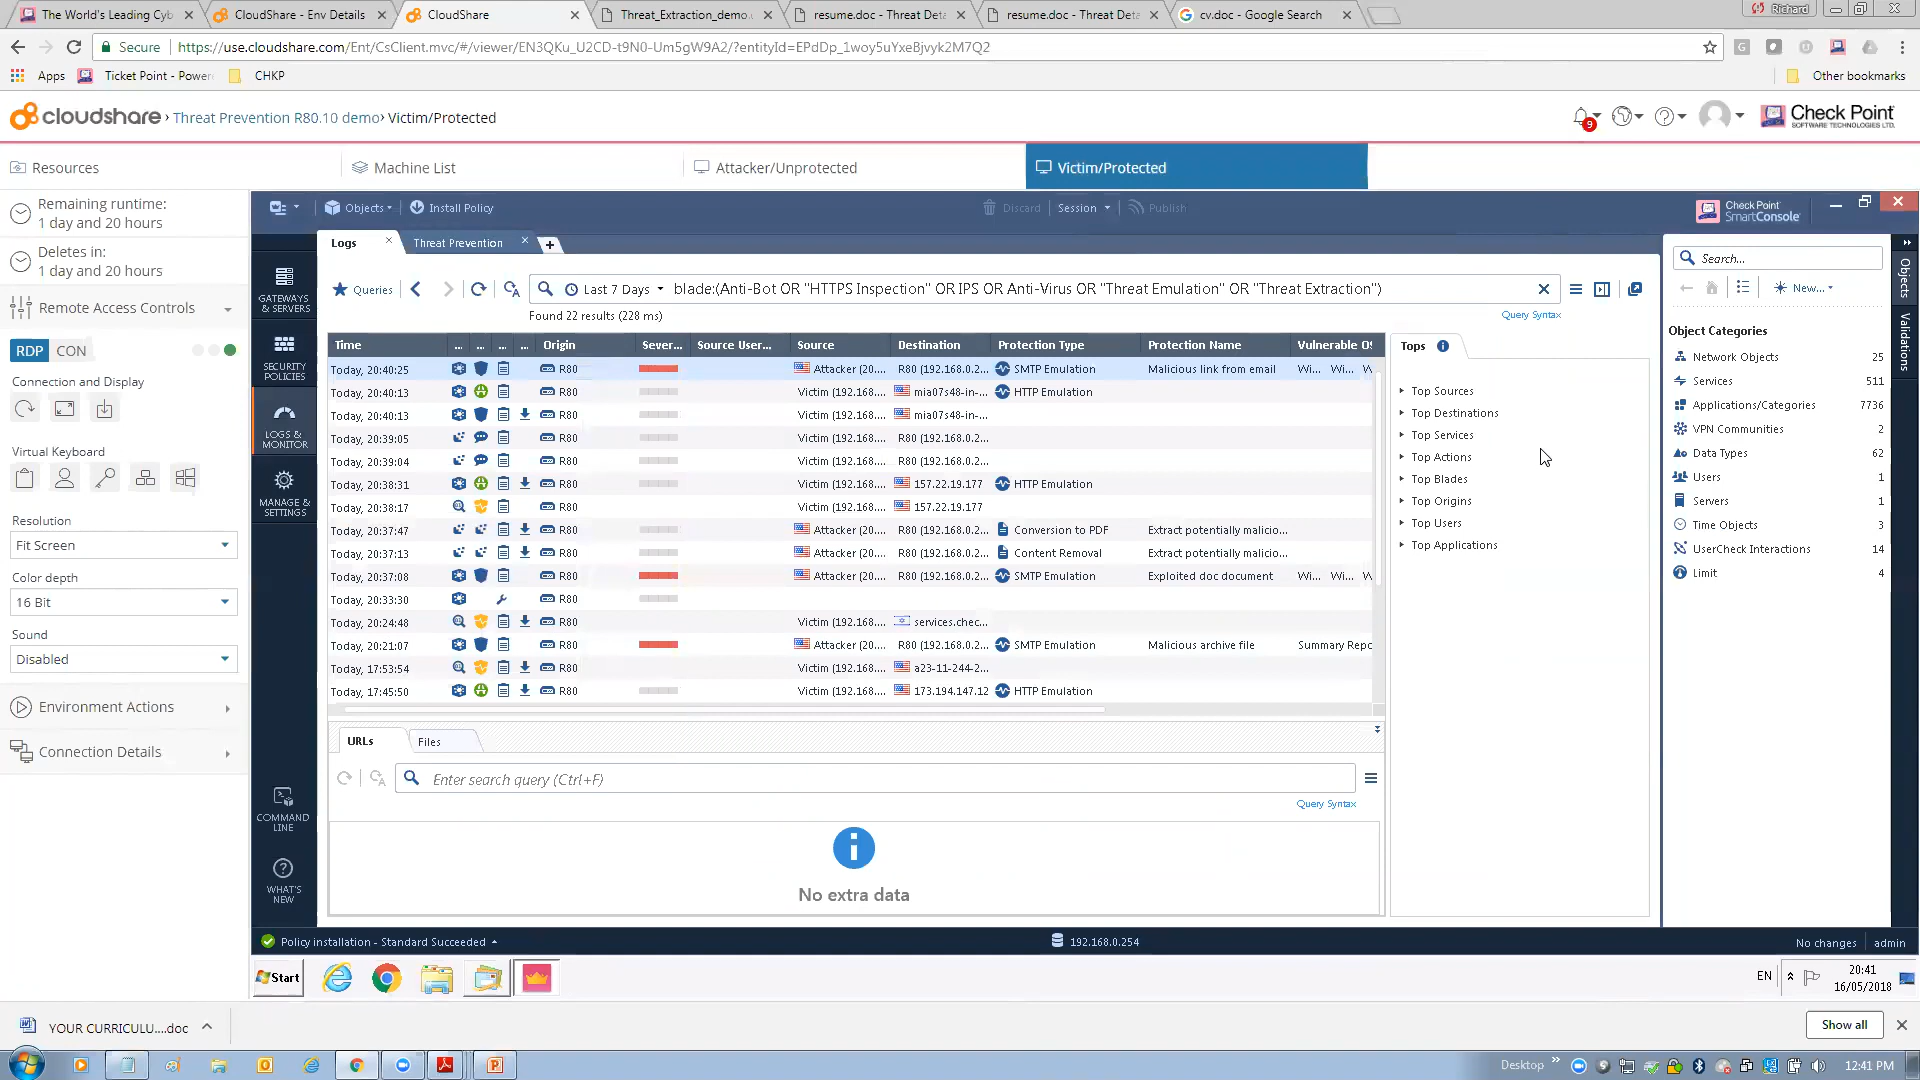 The World's Leading Cyb
CloudShare - Env Details
CloudShare
Threat_Extraction_demo.
resume.doc - Threat Deta
resume.doc - Threat Deta
cv.doc - Google Search
Richard
Secure
https://use.cloudshare.com/Ent/CsClient.mvc/#/viewer/EN3QKu_U2CD-t9N0-Um5gW9A2/?entityId=EPdDp_1woy5uYxeBjvyk2M7Q2
Apps
Ticket Point - Power
CHKP
Other bookmarks
cloudshare › Threat Prevention R80.10 demo› Victim/Protected
9
Check Point
SOFTWARE TECHNOLOGIES LTD.
Resources
Machine List
Attacker/Unprotected
Victim/Protected
Remaining runtime:
1 day and 20 hours
Deletes in:
1 day and 20 hours
Remote Access Controls
RDP CON
Connection and Display
Virtual Keyboard
Resolution
Fit Screen
Color depth
16 Bit
Sound
Disabled
Environment Actions
Connection Details
Objects
Install Policy
Discard
Session
Publish
Check Point
SmartConsole
GATEWAYS & SERVERS
SECURITY POLICIES
LOGS & MONITOR
MANAGE & SETTINGS
COMMAND LINE
WHAT'S NEW
Logs
Threat Prevention
Queries
Last 7 Days
blade:(Anti-Bot OR "HTTPS Inspection" OR IPS OR Anti-Virus OR "Threat Emulation" OR "Threat Extraction")
Found 22 results (228 ms)
Query Syntax
Time ... ... ... ... Origin Sever... Source User... Source Destination Protection Type Protection Name Vulnerable OS
Today, 20:40:25 R80 Attacker (20.... R80 (192.168.0.2... SMTP Emulation Malicious link from email Wi... Wi... W
Today, 20:40:13 R80 Victim (192.168.... mia07s48-in-... HTTP Emulation
Today, 20:40:13 R80 Victim (192.168.... mia07s48-in-...
Today, 20:39:05 R80 Victim (192.168.... R80 (192.168.0.2...
Today, 20:39:04 R80 Victim (192.168.... R80 (192.168.0.2...
Today, 20:38:31 R80 Victim (192.168.... 157.22.19.177 HTTP Emulation
Today, 20:38:17 R80 Victim (192.168.... 157.22.19.177
Today, 20:37:47 R80 Attacker (20.... R80 (192.168.0.2... Conversion to PDF Extract potentially malicio...
Today, 20:37:13 R80 Attacker (20.... R80 (192.168.0.2... Content Removal Extract potentially malicio...
Today, 20:37:08 R80 Attacker (20.... R80 (192.168.0.2... SMTP Emulation Exploited doc document Wi... Wi... W
Today, 20:33:30 R80
Today, 20:24:48 R80 Victim (192.168.... services.chec...
Today, 20:21:07 R80 Attacker (20.... R80 (192.168.0.2... SMTP Emulation Malicious archive file Summary Repo
Today, 17:53:54 R80 Victim (192.168.... a23-11-244-2...
Today, 17:45:50 R80 Victim (192.168.... 173.194.147.12 HTTP Emulation
URLs
Files
Enter search query (Ctrl+F)
Query Syntax
No extra data
Tops
Top Sources
Top Destinations
Top Services
Top Actions
Top Blades
Top Origins
Top Users
Top Applications
Search...
New...
Object Categories
Network Objects 25
Services 511
Applications/Categories 7736
VPN Communities 2
Data Types 62
Users 1
Servers 1
Time Objects 3
UserCheck Interactions 14
Limit 4
Objects
Validations
Policy installation - Standard Succeeded
192.168.0.254
No changes
admin
Start
EN
20:41
16/05/2018
YOUR CURRICULU....doc
Show all
Desktop
12:41 PM